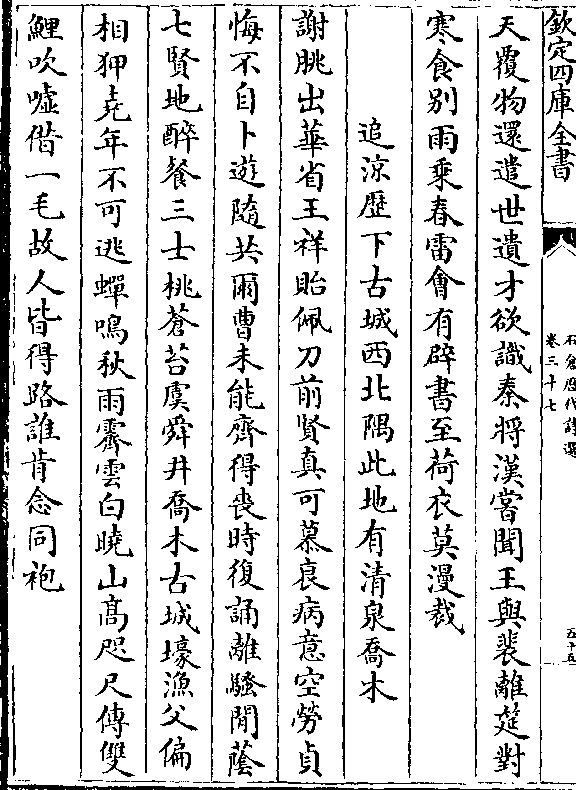 欽定四庫全書
石倉歷代詩選
卷三十七
五十五
天覆物還遣世遺才欲識秦將漢嘗聞王與裴離筵對
寒食別雨乘春雷會有辟書至荷衣莫漫裁
追涼歷下古城西北隅此地有清泉喬木
謝朓出華省王祥貽佩刀前賢真可慕衰病意空勞貞
悔不自卜遊隨共爾曹未能齊得喪時復誦離騷閒蔭
七賢地醉餐三士桃蒼苔虞舜井喬木古城壕漁父偏
相狎堯年不可逃蟬鳴秋雨霽雲白曉山髙咫尺傳雙
鯉吹噓借一毛故人皆得路誰肯念同袍